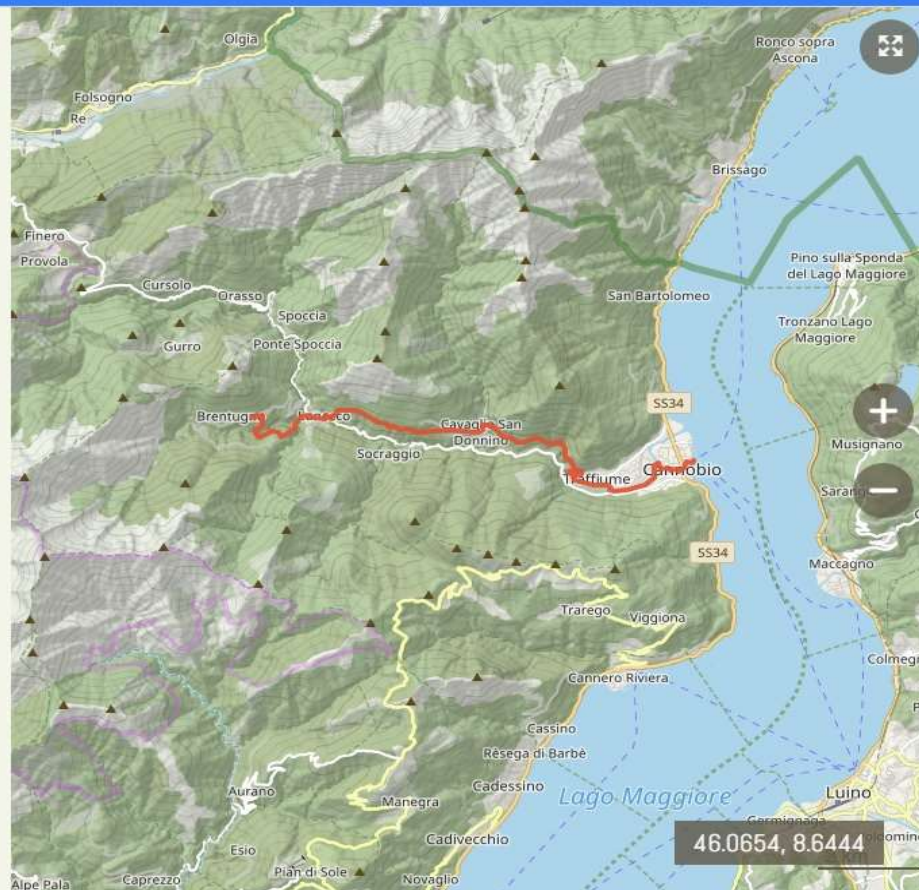 Olgia
Ronco sopra
Ascona
Folsogno
Re
Brissago
Finero
Provola
Pino sulla Sponda
del Lago Maggiore
Cursolo
Orasso
San Bartolomeo
Spoccia
Tronzano Lago
Maggiore
Gurro
Ponte Spoccia
SS34
Cavaglio San
Donnino
Musignano
Socraggio
Traffiume
Cannobio
SS34
Maccagno
Trarego
Viggiona
Cannero Riviera
Cassino
Rèsega di Barbè
Cadessino
Aurano
Lago Maggiore
Luino
Manegra
Cadivecchio
46.0654, 8.6444
Esio
Pian di Sole
Caprezzo
Novaglio
Alpe Pala